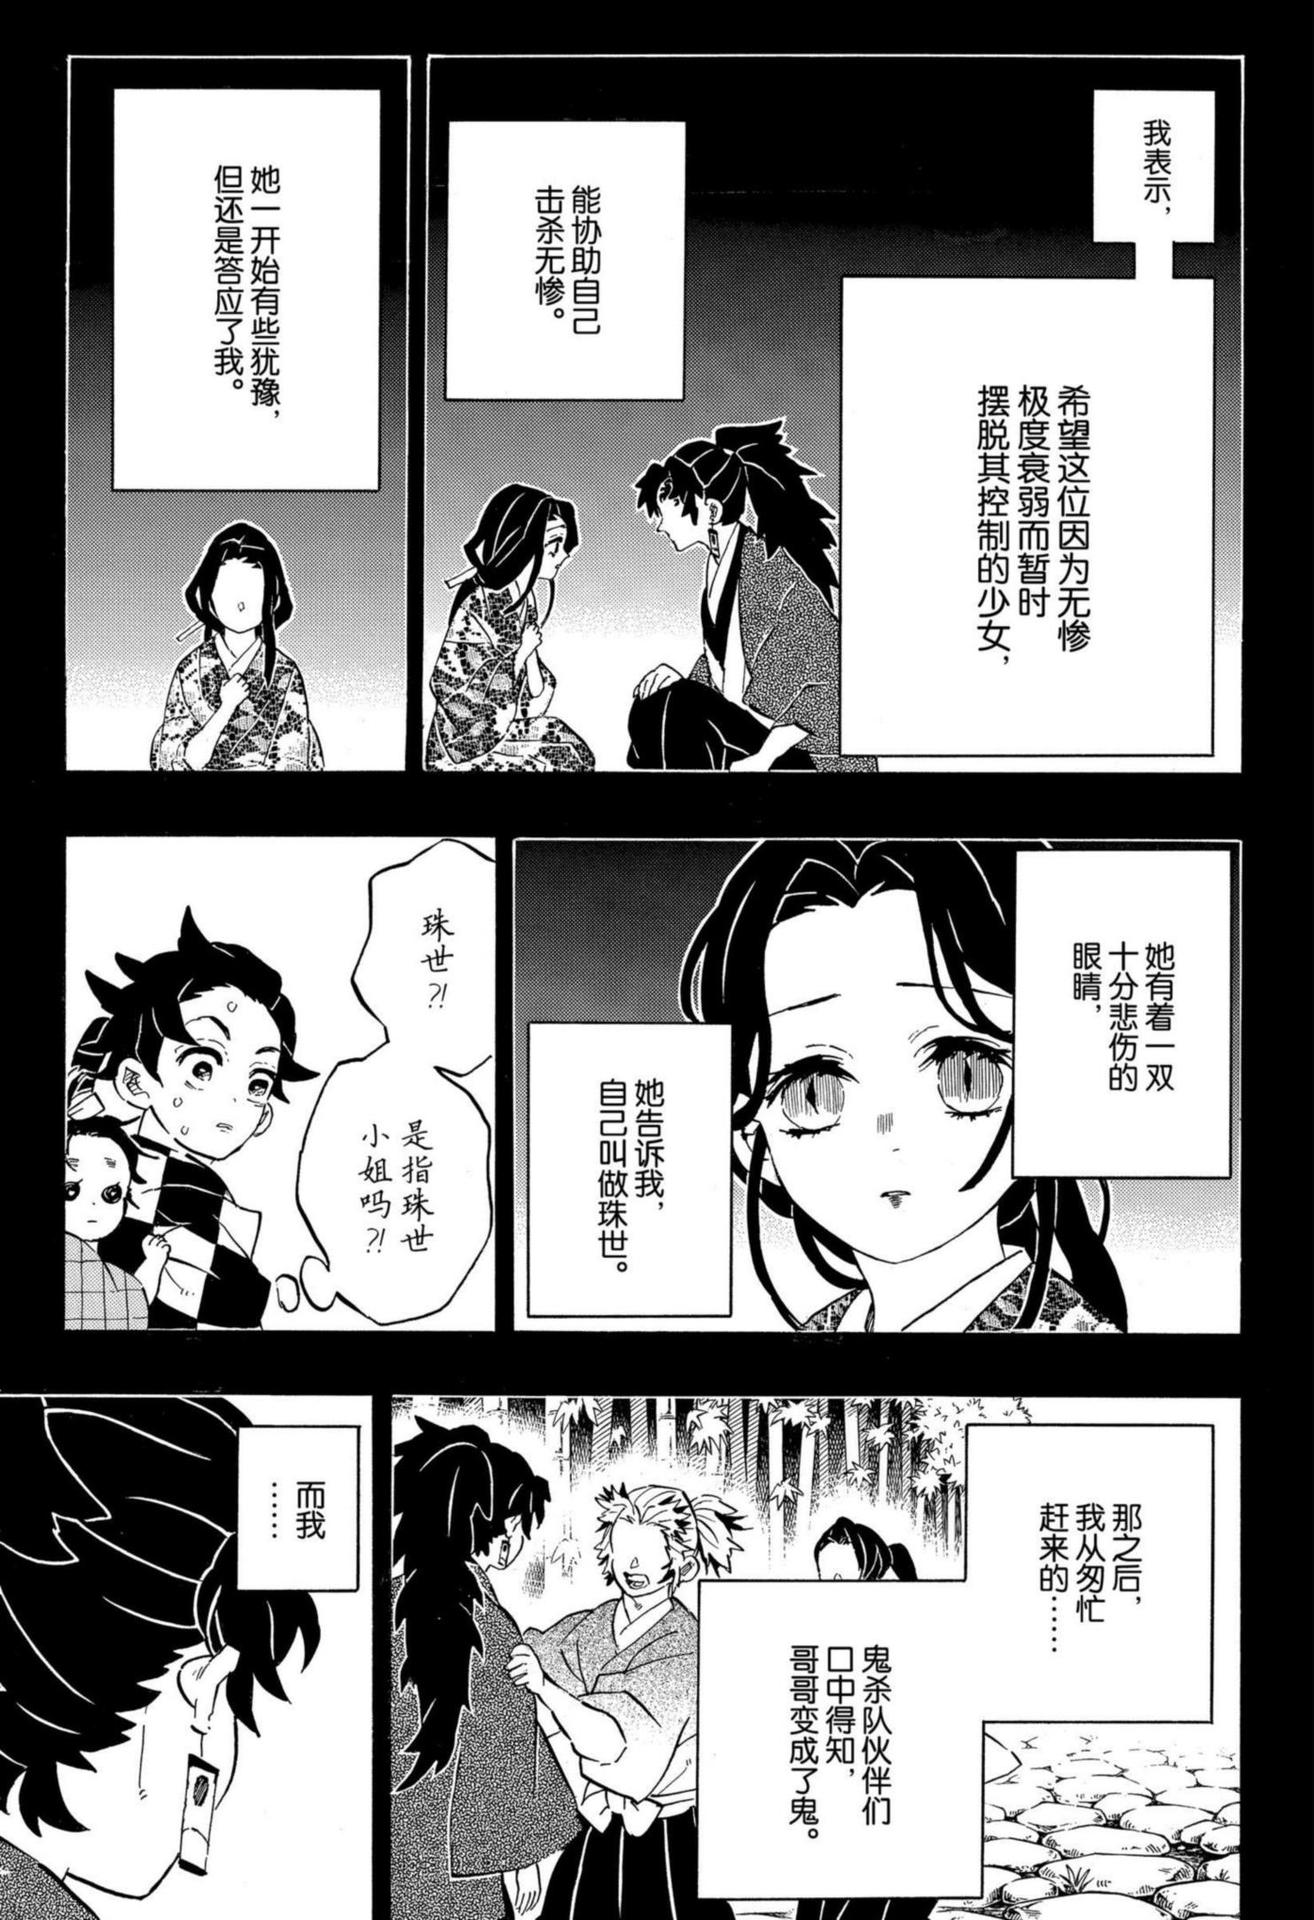 我表示，
希望这位因为无惨
极度衰弱而暂时
摆脱其控制的少女，
能协助自己
击杀无惨。
她一开始有些犹豫，
但还是答应了我。
她有着一双
十分悲伤的
眼睛，
她告诉我，
自己叫做珠世。
珠世?!
是指珠世
小姐吗?!
那之后，
我从匆忙
赶来的……
鬼杀队伙伴们
口中得知，
哥哥变成了鬼。
而我
……